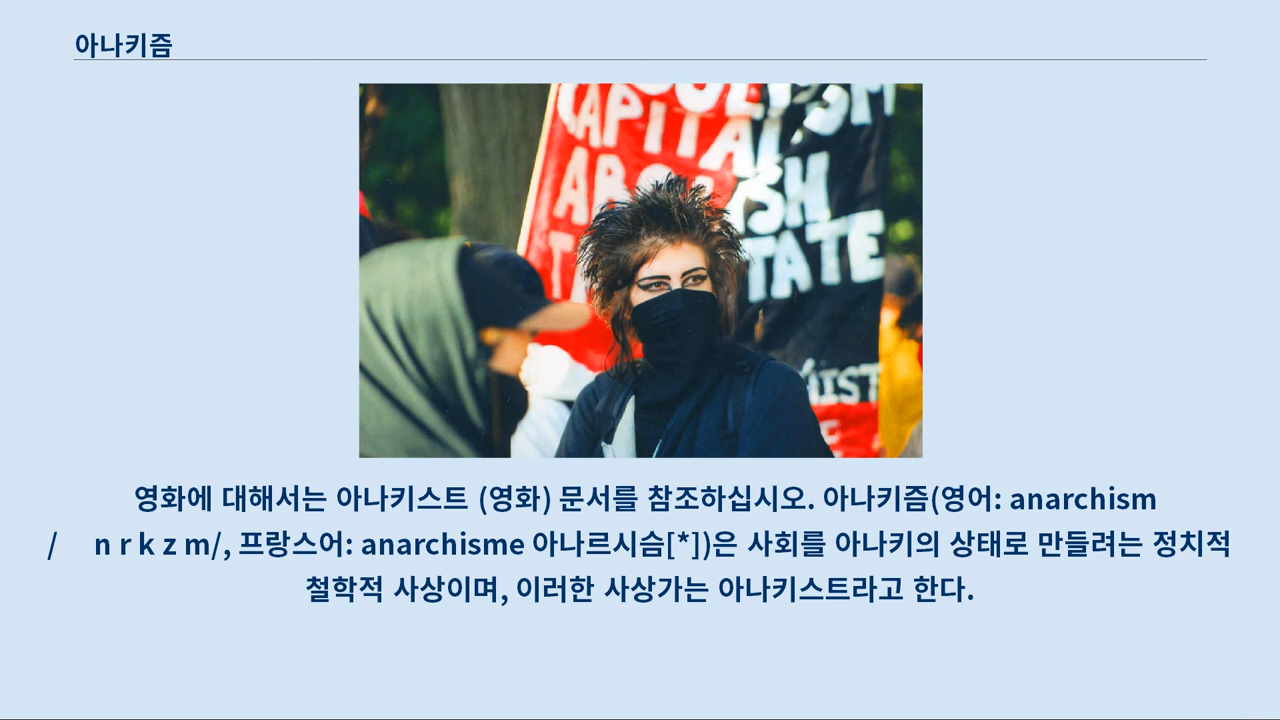 아나키즘
CAPITALISM
ISH
TATE
영화에 대해서는 아나키스트 (영화) 문서를 참조하십시오. 아나키즘(영어: anarchism
/ n r k z m/, 프랑스어: anarchisme 아나르시슴[*])은 사회를 아나키의 상태로 만들려는 정치적
철학적 사상이며, 이러한 사상가는 아나키스트라고 한다.